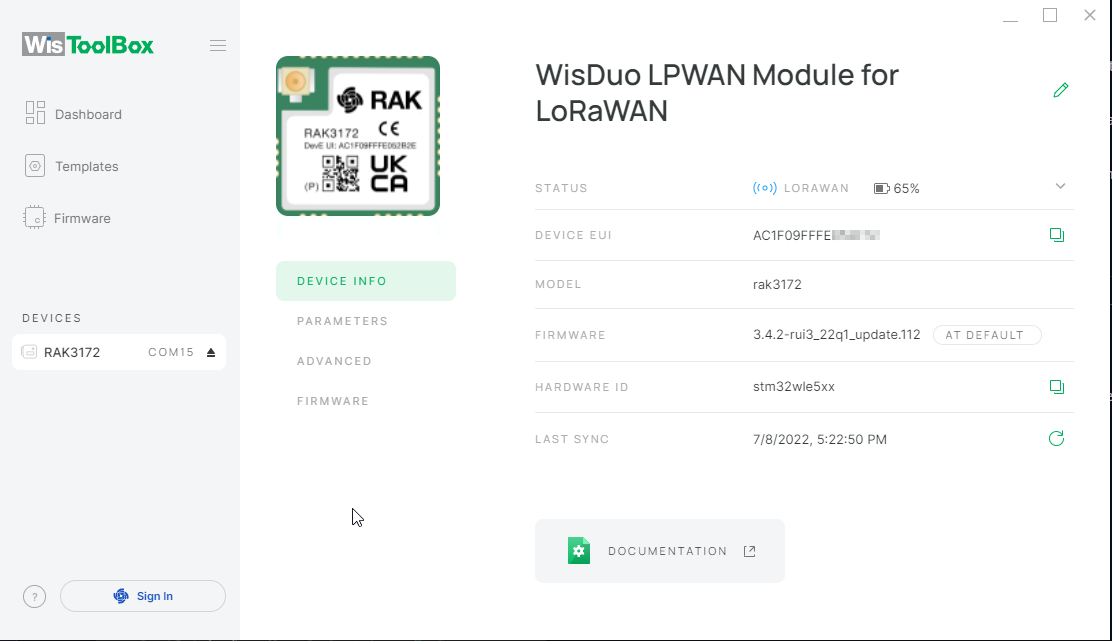 WisToolBox
Dashboard
Templates
Firmware
DEVICES
RAK3172 COM15
?
Sign In
RAK
RAK3172
DevE UI: AC1F09FFFE052B2E
(P)
UK
CA
DEVICE INFO
PARAMETERS
ADVANCED
FIRMWARE
WisDuo LPWAN Module for
LoRaWAN
STATUS LORAWAN 65%
DEVICE EUI AC1F09FFFE
MODEL rak3172
FIRMWARE 3.4.2-rui3_22q1_update.112 AT DEFAULT
HARDWARE ID stm32wle5xx
LAST SYNC 7/8/2022, 5:22:50 PM
DOCUMENTATION